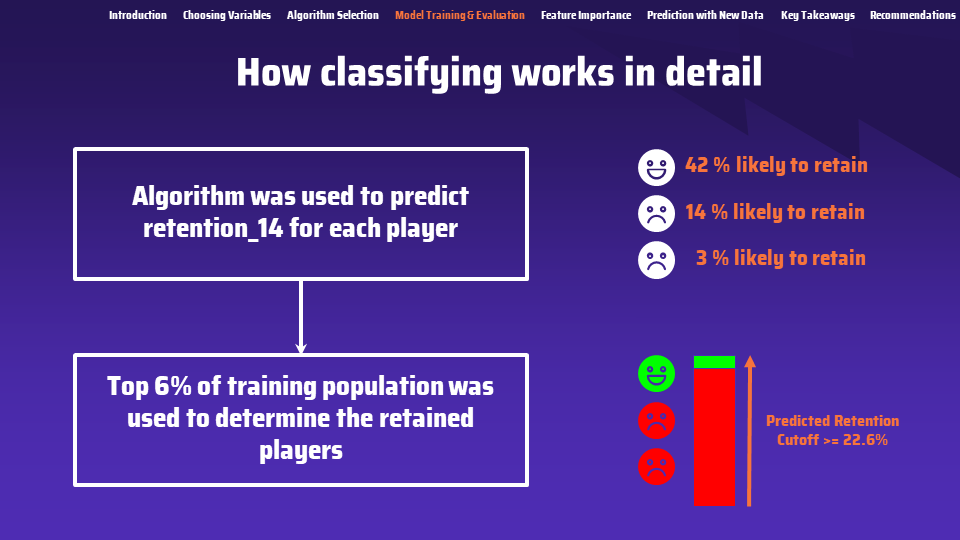 Introduction Choosing Variables Algorithm Selection Model Training & Evaluation Feature Importance Prediction with New Data Key Takeaways Recommendations
How classifying works in detail
Algorithm was used to predict
retention_14 for each player
42 % likely to retain
14 % likely to retain
3 % likely to retain
Top 6% of training population was
used to determine the retained
players
Predicted Retention
Cutoff >= 22.6%